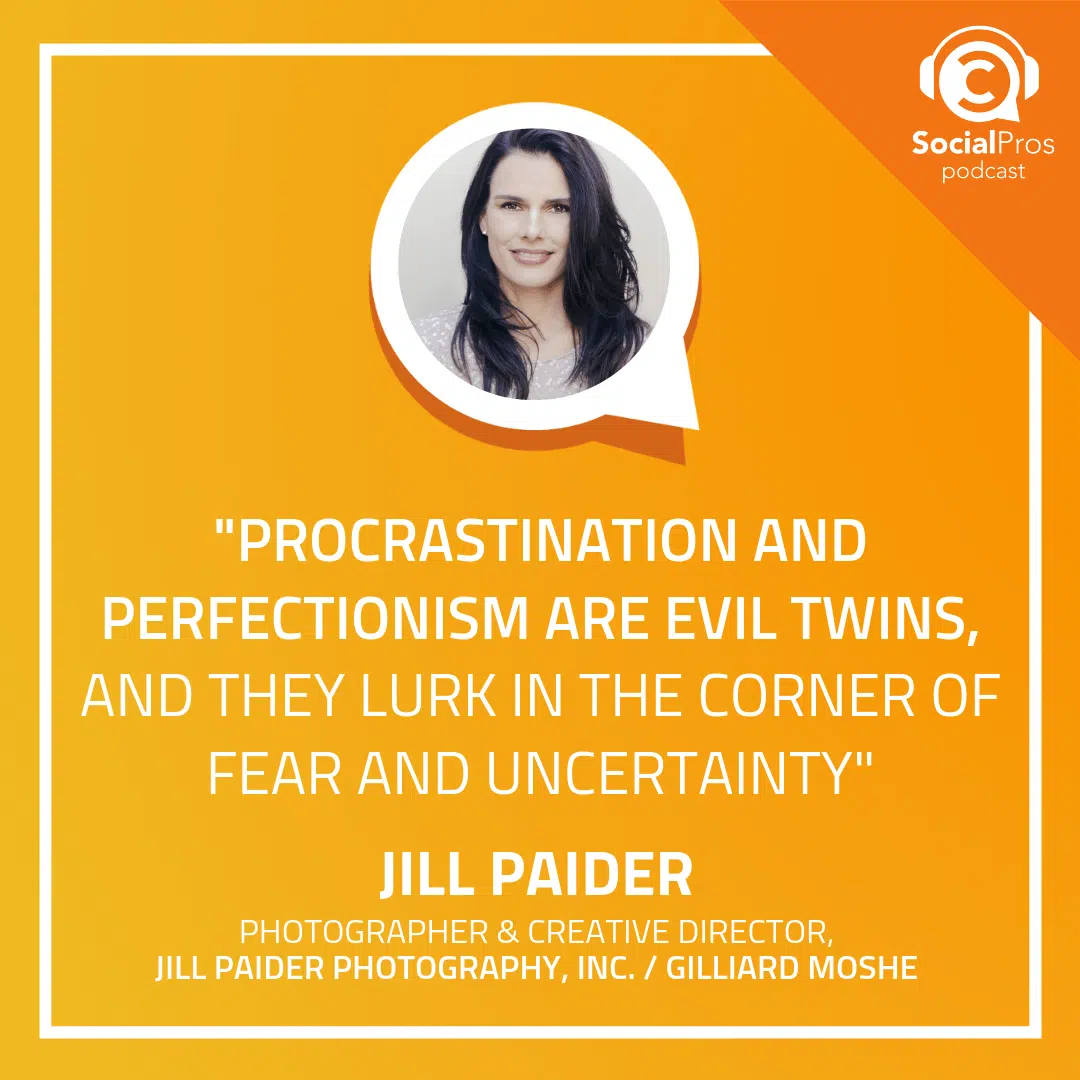 SocialPros
podcast
"PROCRASTINATION AND
PERFECTIONISM ARE EVIL TWINS,
AND THEY LURK IN THE CORNER OF
FEAR AND UNCERTAINTY"
JILL PAIDER
PHOTOGRAPHER & CREATIVE DIRECTOR,
JILL PAIDER PHOTOGRAPHY, INC. / GILLIARD MOSHE